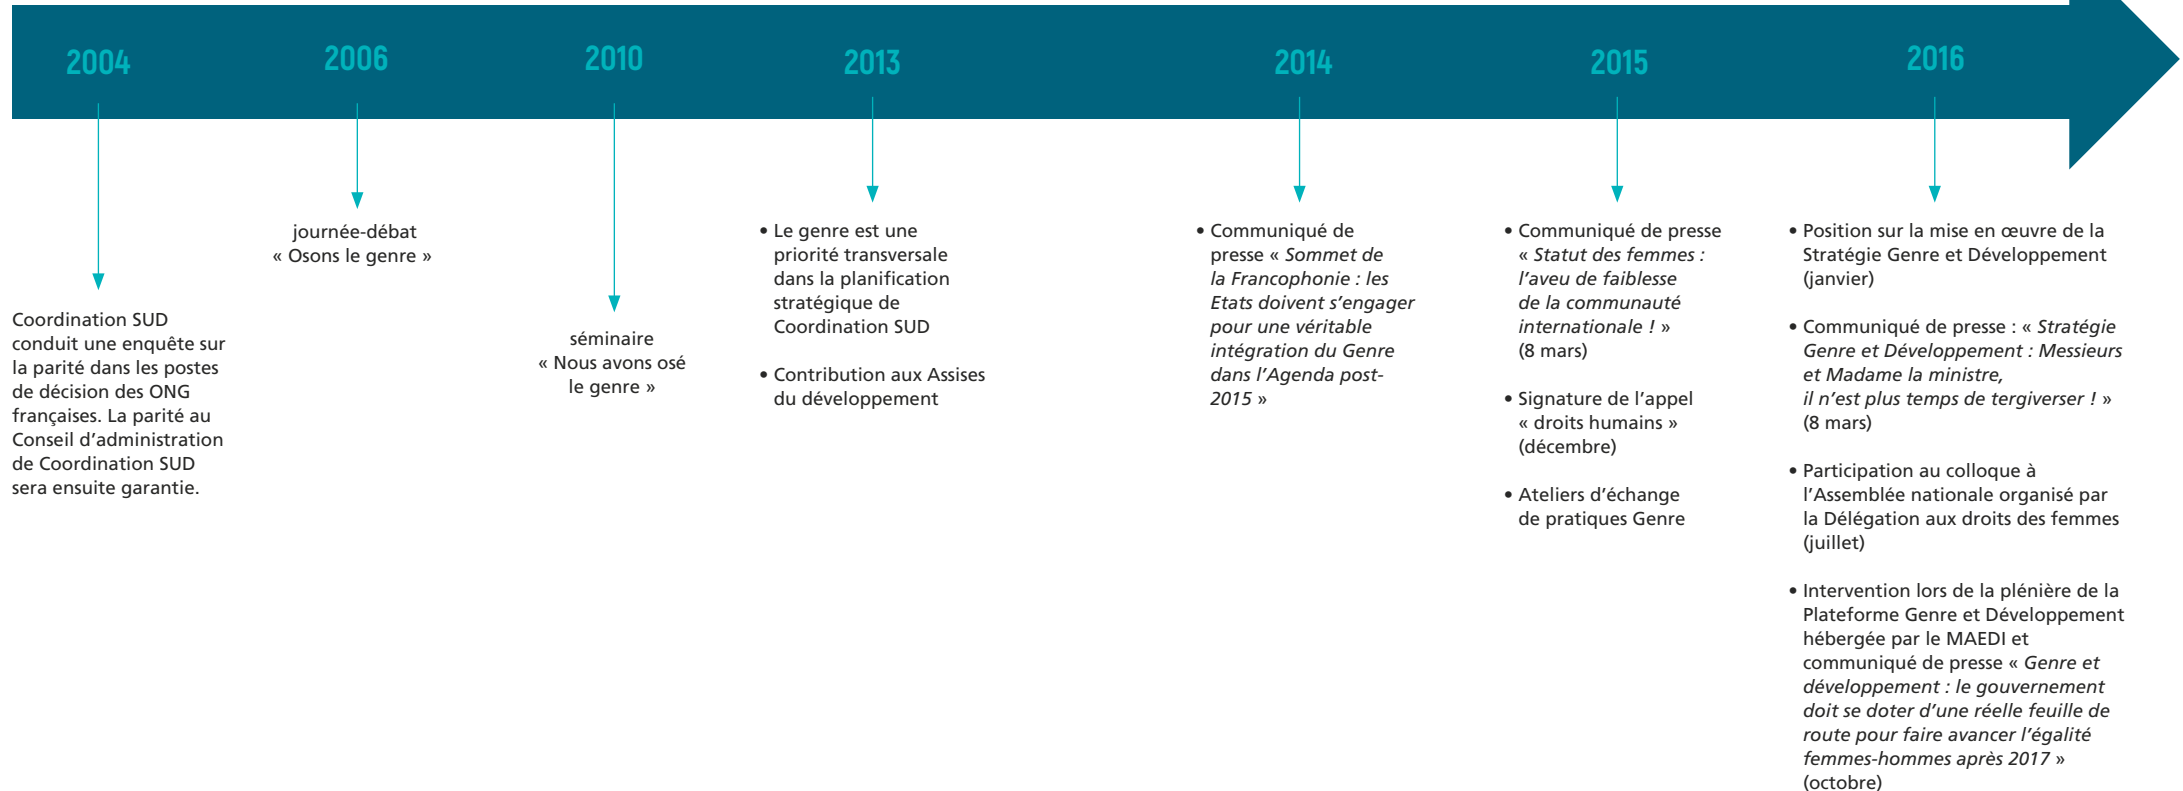 2004
2006
2010
2013
2014
2015
2016
Coordination SUD
conduit une enquête sur
la parité dans les postes
de décision des ONG
françaises. La parité au
Conseil d’administration
de Coordination SUD
sera ensuite garantie.
journée-débat
« Osons le genre »
séminaire
« Nous avons osé
le genre »
• Le genre est une
priorité transversale
dans la planification
stratégique de
Coordination SUD
• Contribution aux Assises
du développement
• Communiqué de
presse « Sommet de
la Francophonie : les
Etats doivent s’engager
pour une véritable
intégration du Genre
dans l’Agenda post-
2015 »
• Communiqué de presse
« Statut des femmes :
l’aveu de faiblesse
de la communauté
internationale ! »
(8 mars)
• Signature de l’appel
« droits humains »
(décembre)
• Ateliers d’échange
de pratiques Genre
• Position sur la mise en œuvre de la
Stratégie Genre et Développement
(janvier)
• Communiqué de presse : « Stratégie
Genre et Développement : Messieurs
et Madame la ministre,
il n’est plus temps de tergiverser ! »
(8 mars)
• Participation au colloque à
l’Assemblée nationale organisé par
la Délégation aux droits des femmes
(juillet)
• Intervention lors de la plénière de la
Plateforme Genre et Développement
hébergée par le MAEDI et
communiqué de presse « Genre et
développement : le gouvernement
doit se doter d’une réelle feuille de
route pour faire avancer l’égalité
femmes-hommes après 2017 »
(octobre)